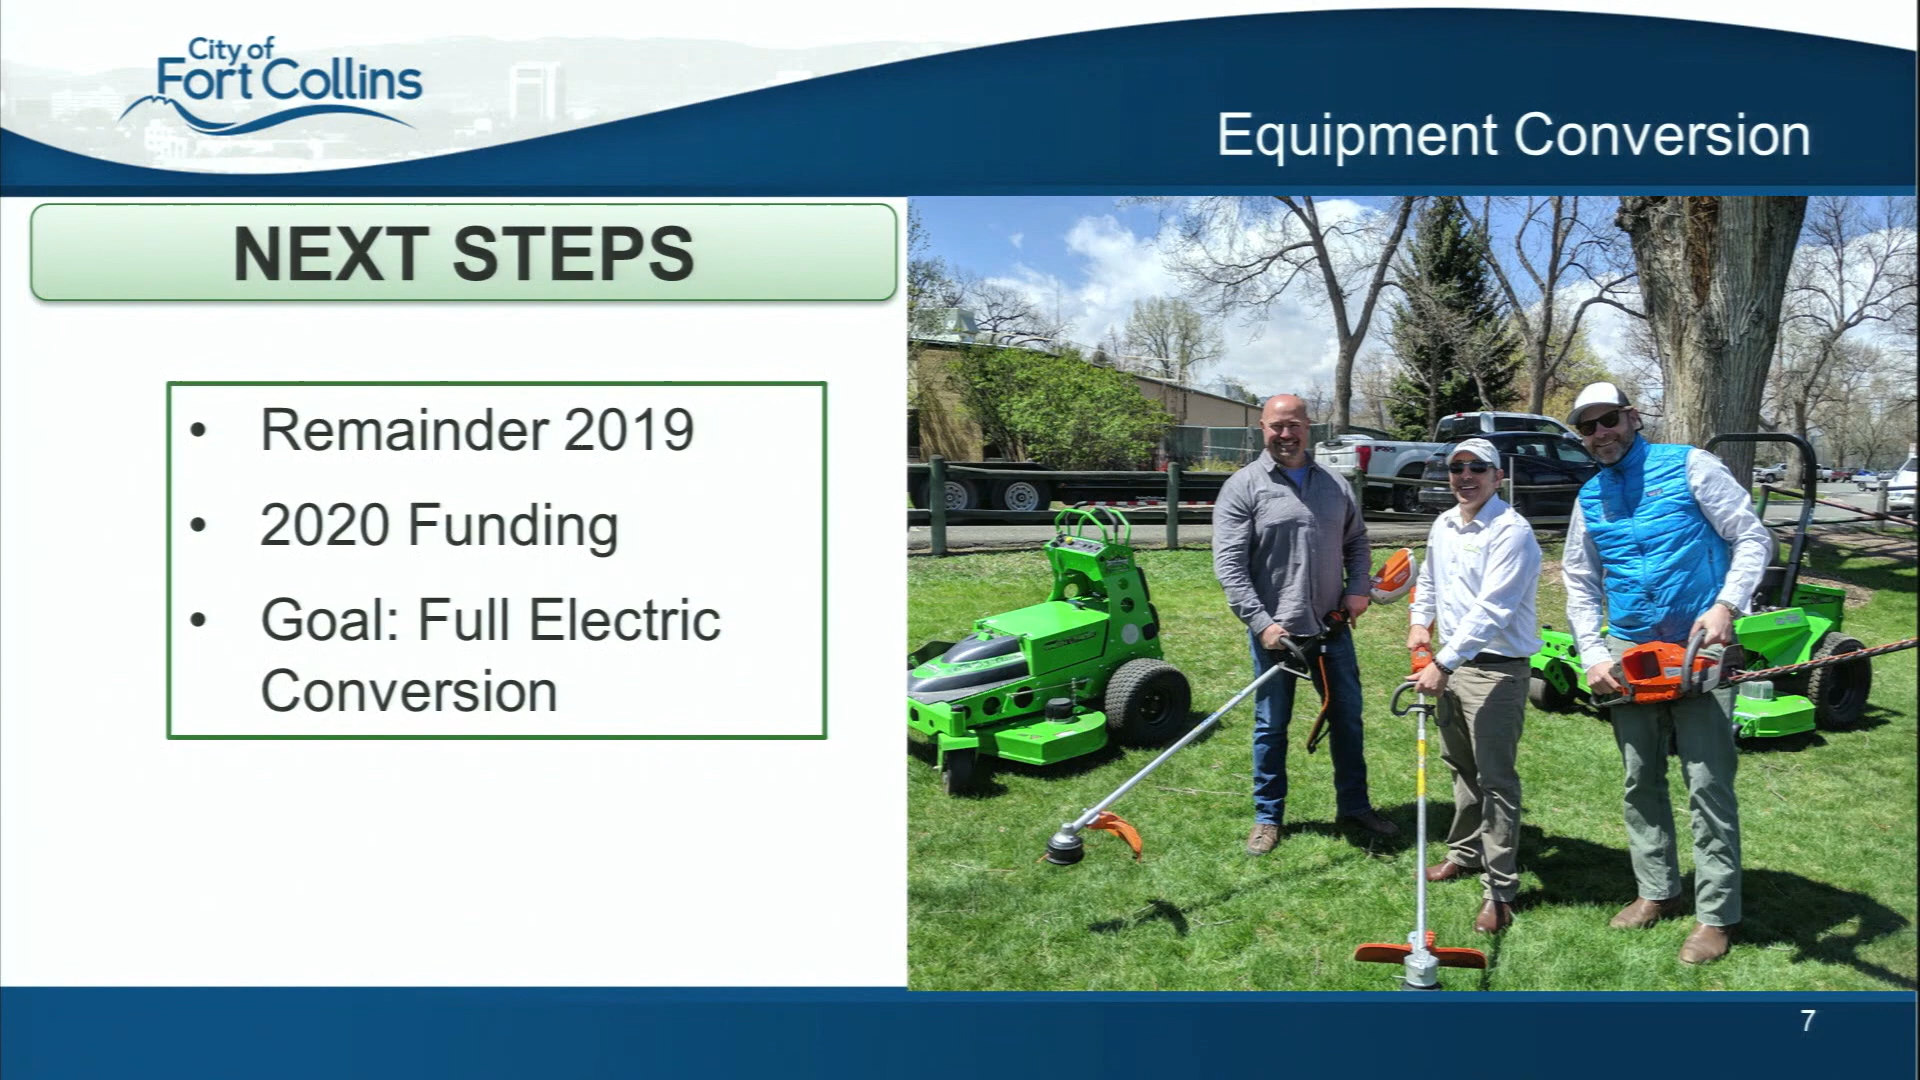 City of
Fort Collins
Equipment Conversion
NEXT STEPS
• Remainder 2019
• 2020 Funding
• Goal: Full Electric
Conversion
7